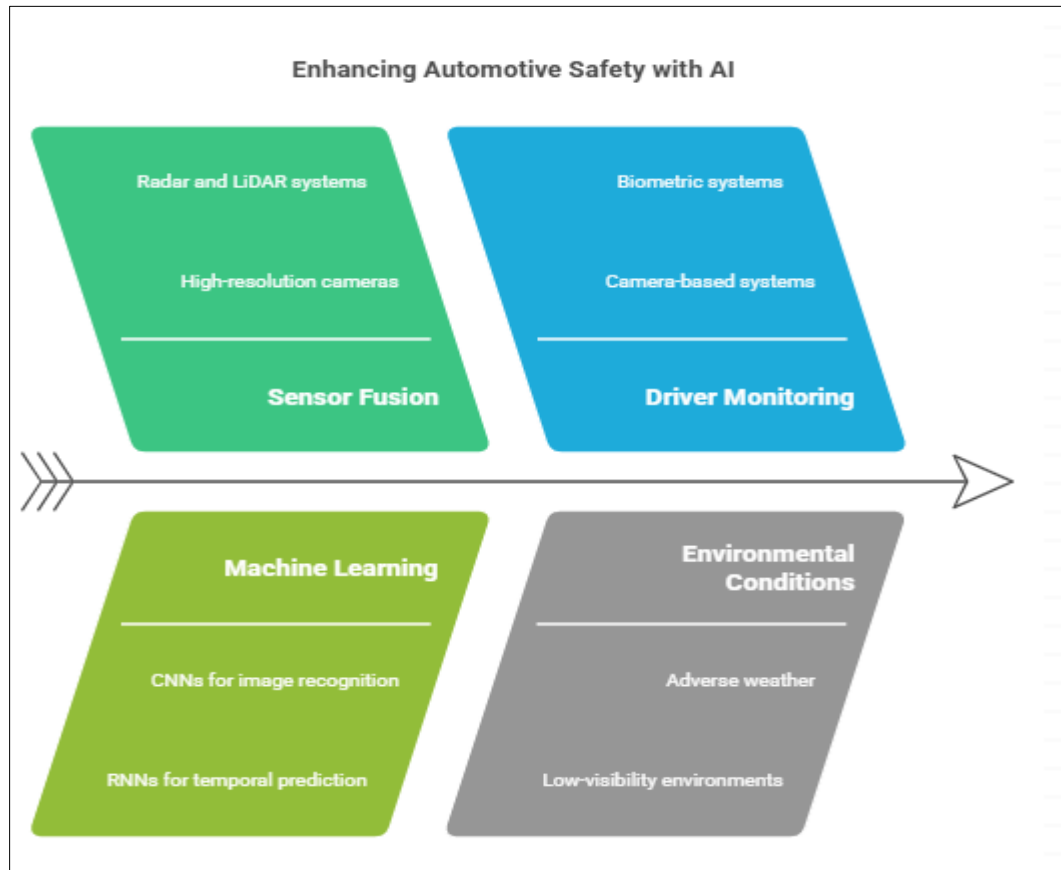 Enhancing Automotive Safety with AI
Radar and LiDAR systems
High-resolution cameras
Sensor Fusion
Biometric systems
Camera-based systems
Driver Monitoring
Machine Learning
CNNs for image recognition
RNNs for temporal prediction
Environmental
Conditions
Adverse weather
Low-visibility environments